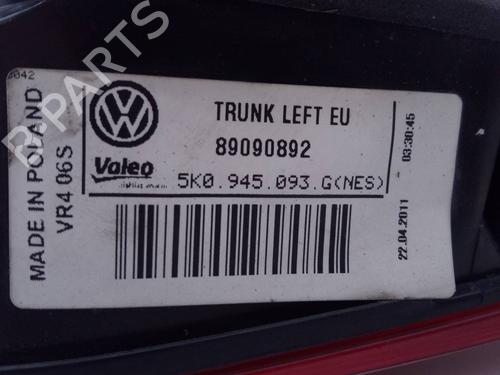 TRUNK LEFT EU
89090892
Valeo
5K0.945.093.G(NES)
MADE IN POLAND
VR4 06S
03:30:45
22.04.2011
B-PARTS